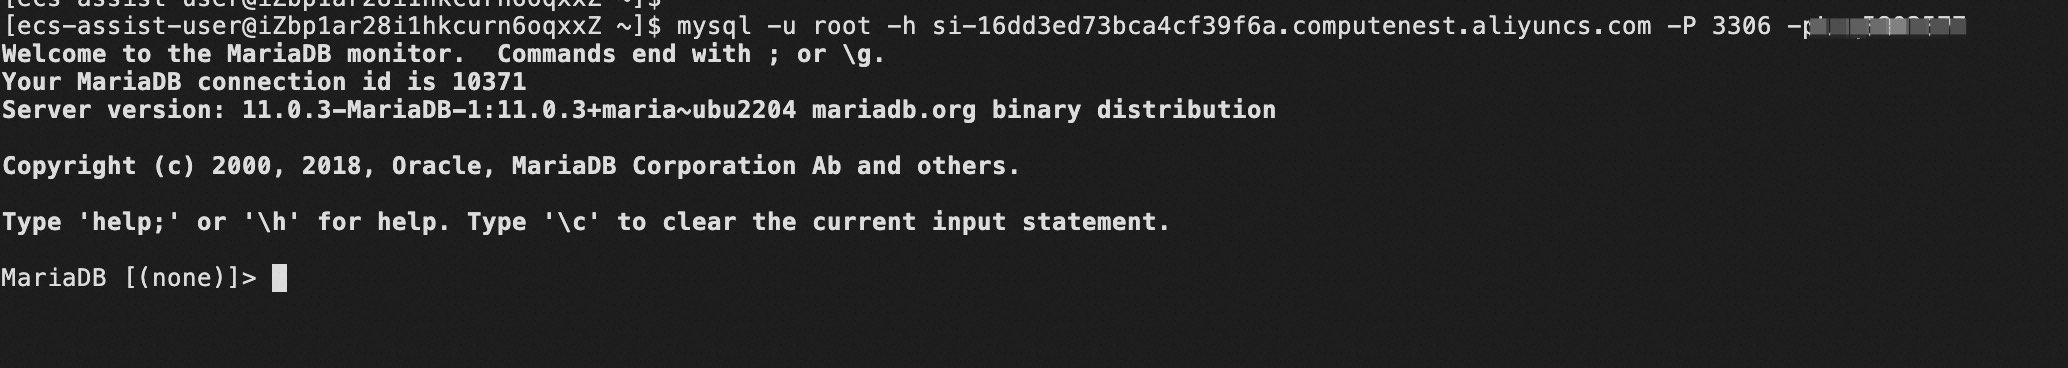 [ecs-assist-user@iZbp1ar28i1hkcurn6oqxxZ ~]$
[ecs-assist-user@iZbp1ar28i1hkcurn6oqxxZ ~]$ mysql -u root -h si-16dd3ed73bca4cf39f6a.computenest.aliyuncs.com -P 3306 -p
Welcome to the MariaDB monitor.  Commands end with ; or \g.
Your MariaDB connection id is 10371
Server version: 11.0.3-MariaDB-1:11.0.3+maria~ubu2204 mariadb.org binary distribution
Copyright (c) 2000, 2018, Oracle, MariaDB Corporation Ab and others.
Type 'help;' or '\h' for help. Type '\c' to clear the current input statement.
MariaDB [(none)]>